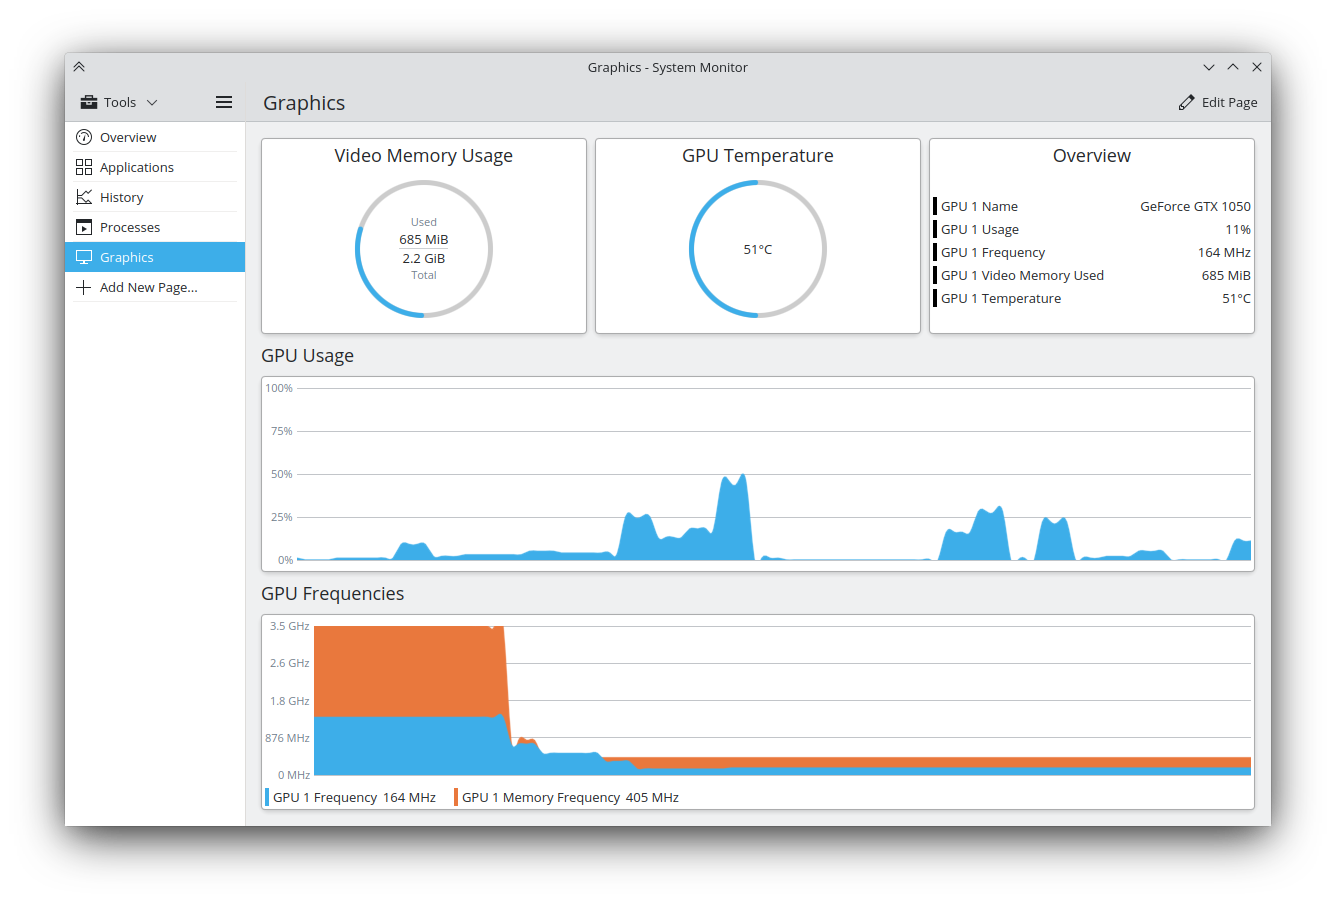 Graphics - System Monitor
Tools
Graphics
Edit Page
Overview
Applications
History
Processes
Graphics
Add New Page...
Video Memory Usage
Used
685 MiB
2.2 GiB
Total
GPU Temperature
51°C
Overview
GPU 1 Name GeForce GTX 1050
GPU 1 Usage 11%
GPU 1 Frequency 164 MHz
GPU 1 Video Memory Used 685 MiB
GPU 1 Temperature 51°C
GPU Usage
100%
75%
50%
25%
0%
GPU Frequencies
3.5 GHz
2.6 GHz
1.8 GHz
876 MHz
0 MHz
GPU 1 Frequency 164 MHz GPU 1 Memory Frequency 405 MHz